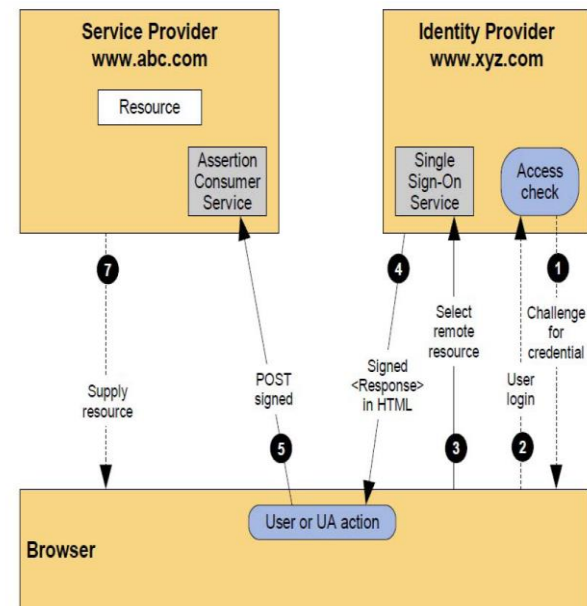 Service Provider
www.abc.com
Resource
Assertion
Consumer
Service
Identity Provider
www.xyz.com
Single
Sign-On
Service
Access
check
7
4
1
Select
remote
resource
Challenge
for
credential
Supply
resource
POST
signed
Signed
<Response>
in HTML
User
login
5
3
2
User or UA action
Browser